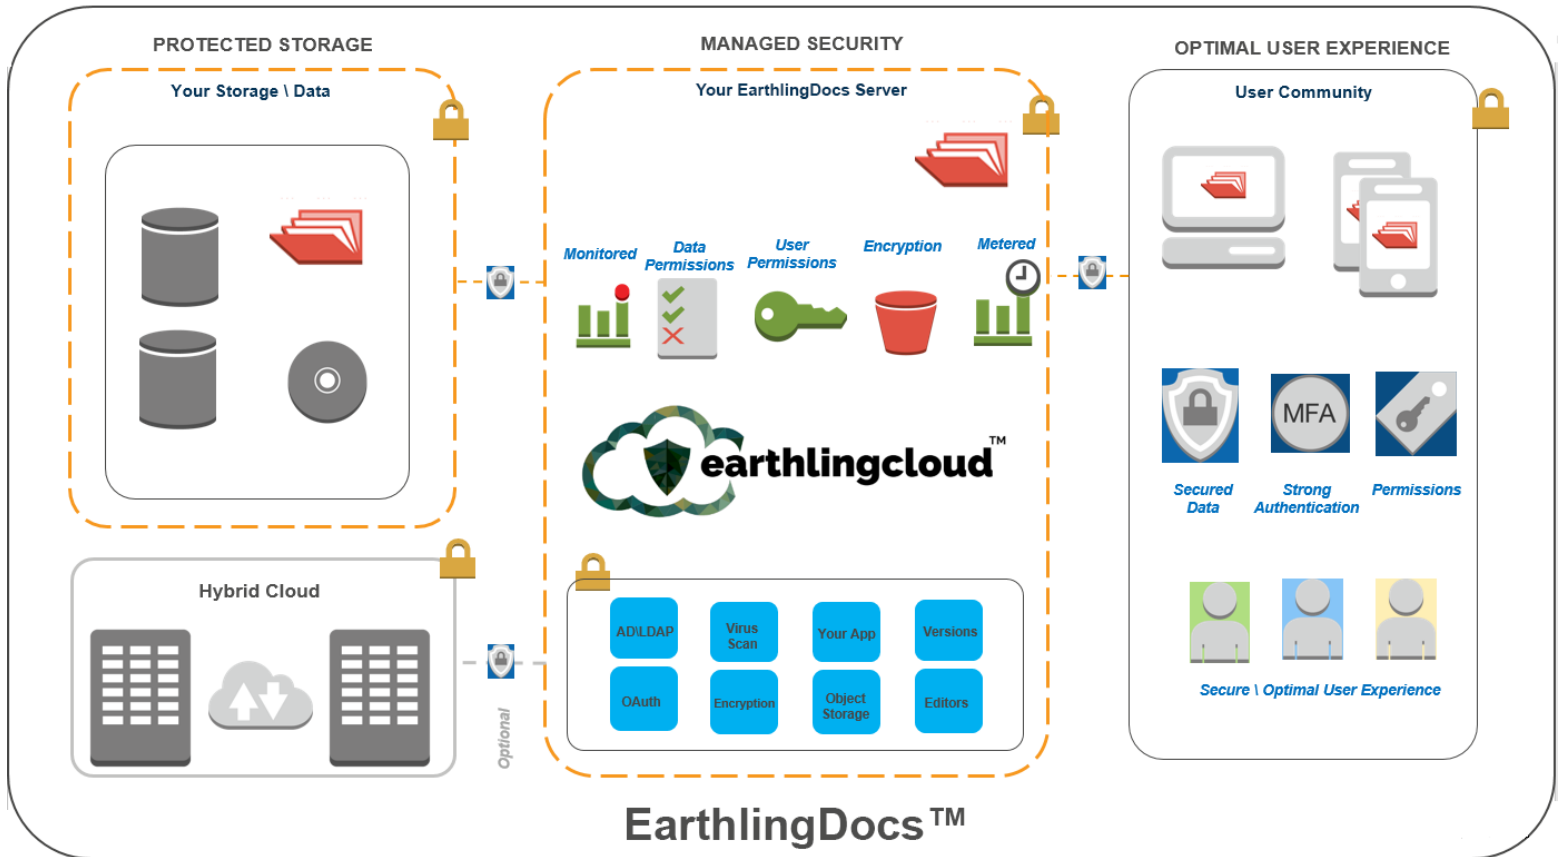 PROTECTED STORAGE
MANAGED SECURITY
OPTIMAL USER EXPERIENCE
Your Storage \ Data
Your EarthlingDocs Server
User Community
Monitored
Data
Permissions
User
Permissions
Encryption
Metered
earthlingcloud™
MFA
Secured
Data
Strong
Authentication
Permissions
Hybrid Cloud
Optional
AD\LDAP
Virus
Scan
Your App
Versions
OAuth
Encryption
Object
Storage
Editors
Secure \ Optimal User Experience
EarthlingDocs™